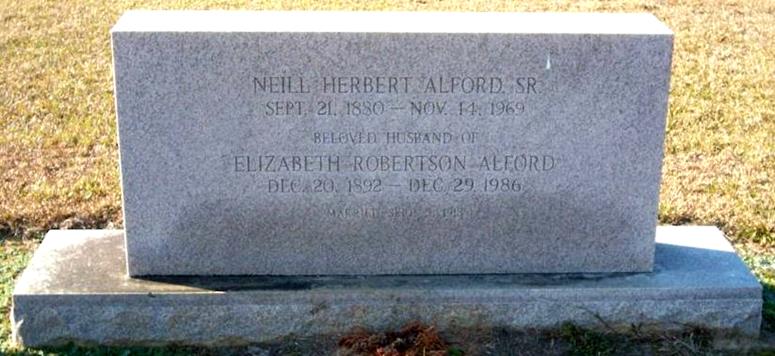 NEILL HERBERT ALFORD, SR.
SEPT. 21, 1880 — NOV. 14, 1969
BELOVED HUSBAND OF
ELIZABETH ROBERTSON ALFORD
DEC. 20, 1892 — DEC. 29, 1986
MARRIED SEPT.